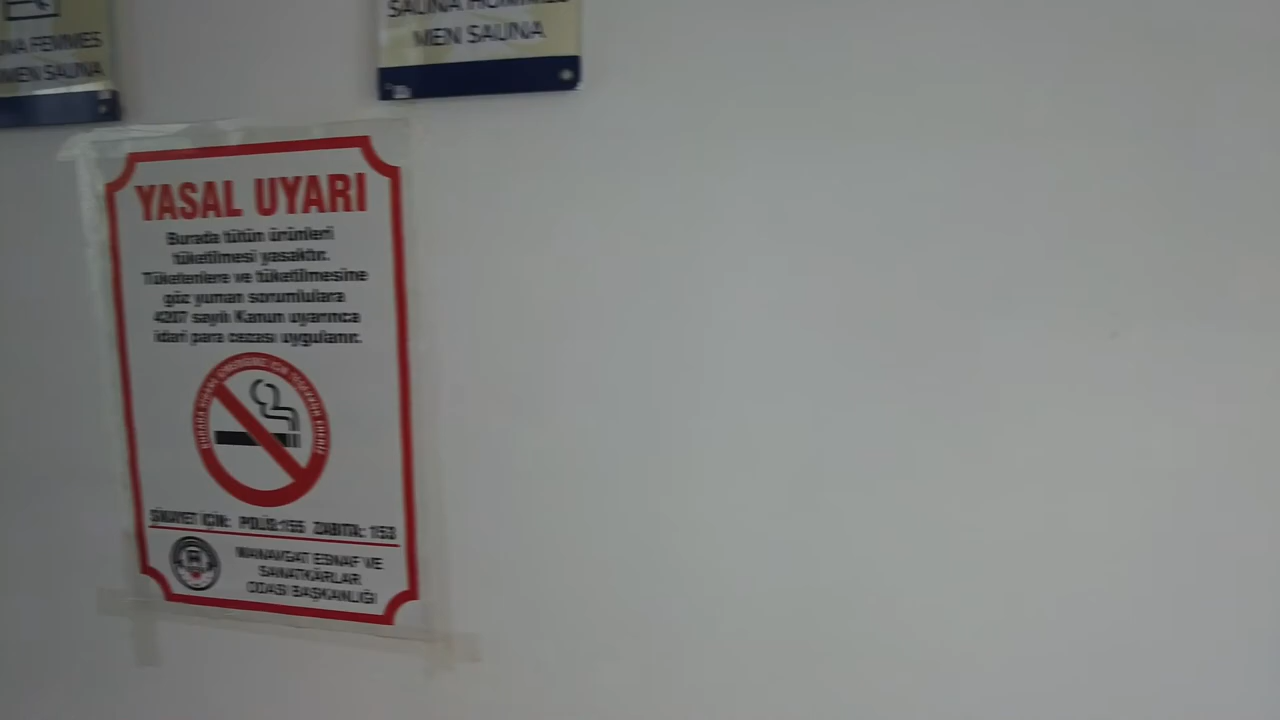 FEMMES
MEN SAUNA
SAUNA HOMMES
MEN SAUNA
YASAL UYARI
Burada tütün ürünleri
tüketilmesi yasaktır.
Tüketenlere ve tüketilmesine
göz yuman sorumlulara
4207 sayılı Kanun uyarınca
idari para cezası uygulanır.
ŞİKAYET İÇİN: POLİS:155 ZABITA: 153
MANAVGAT ESNAF VE
SANATKÂRLAR
ODASI BAŞKANLIĞI